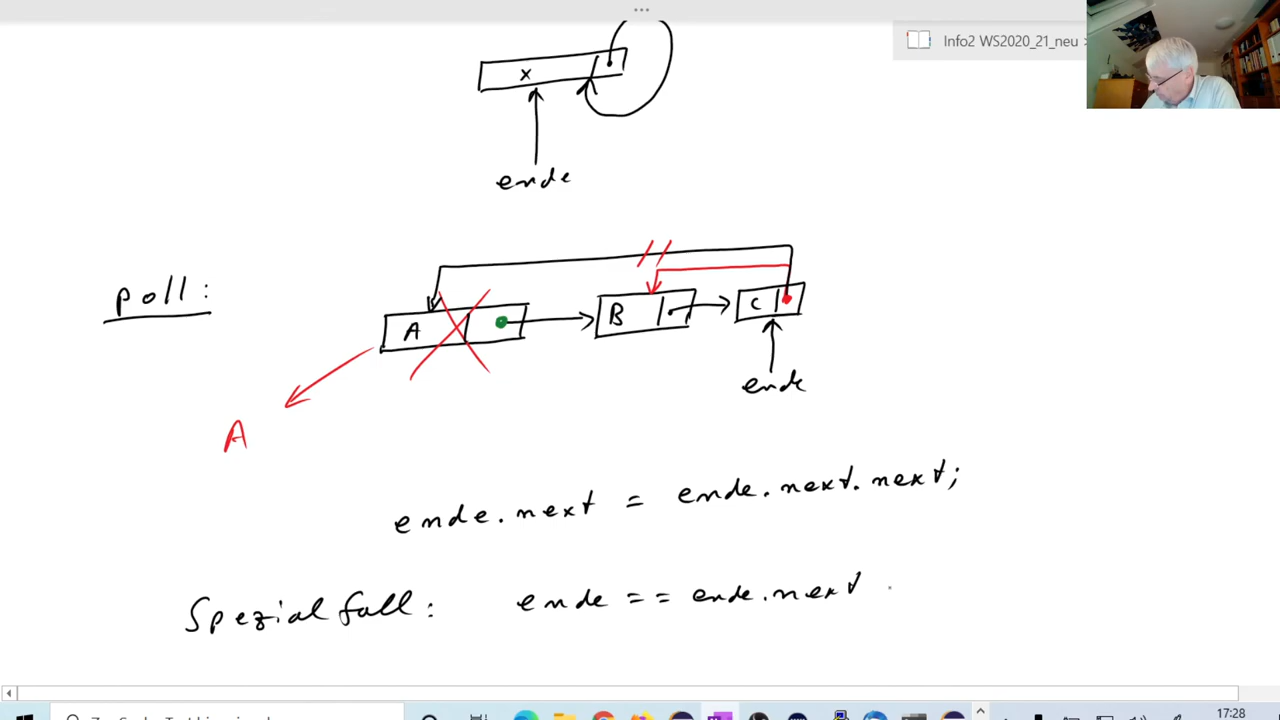 Info2 WS2020_21_neu >
x
ende
poll:
A B C
ende
A
ende.next = ende.next.next;
Spezialfall: ende == ende.next
17:28